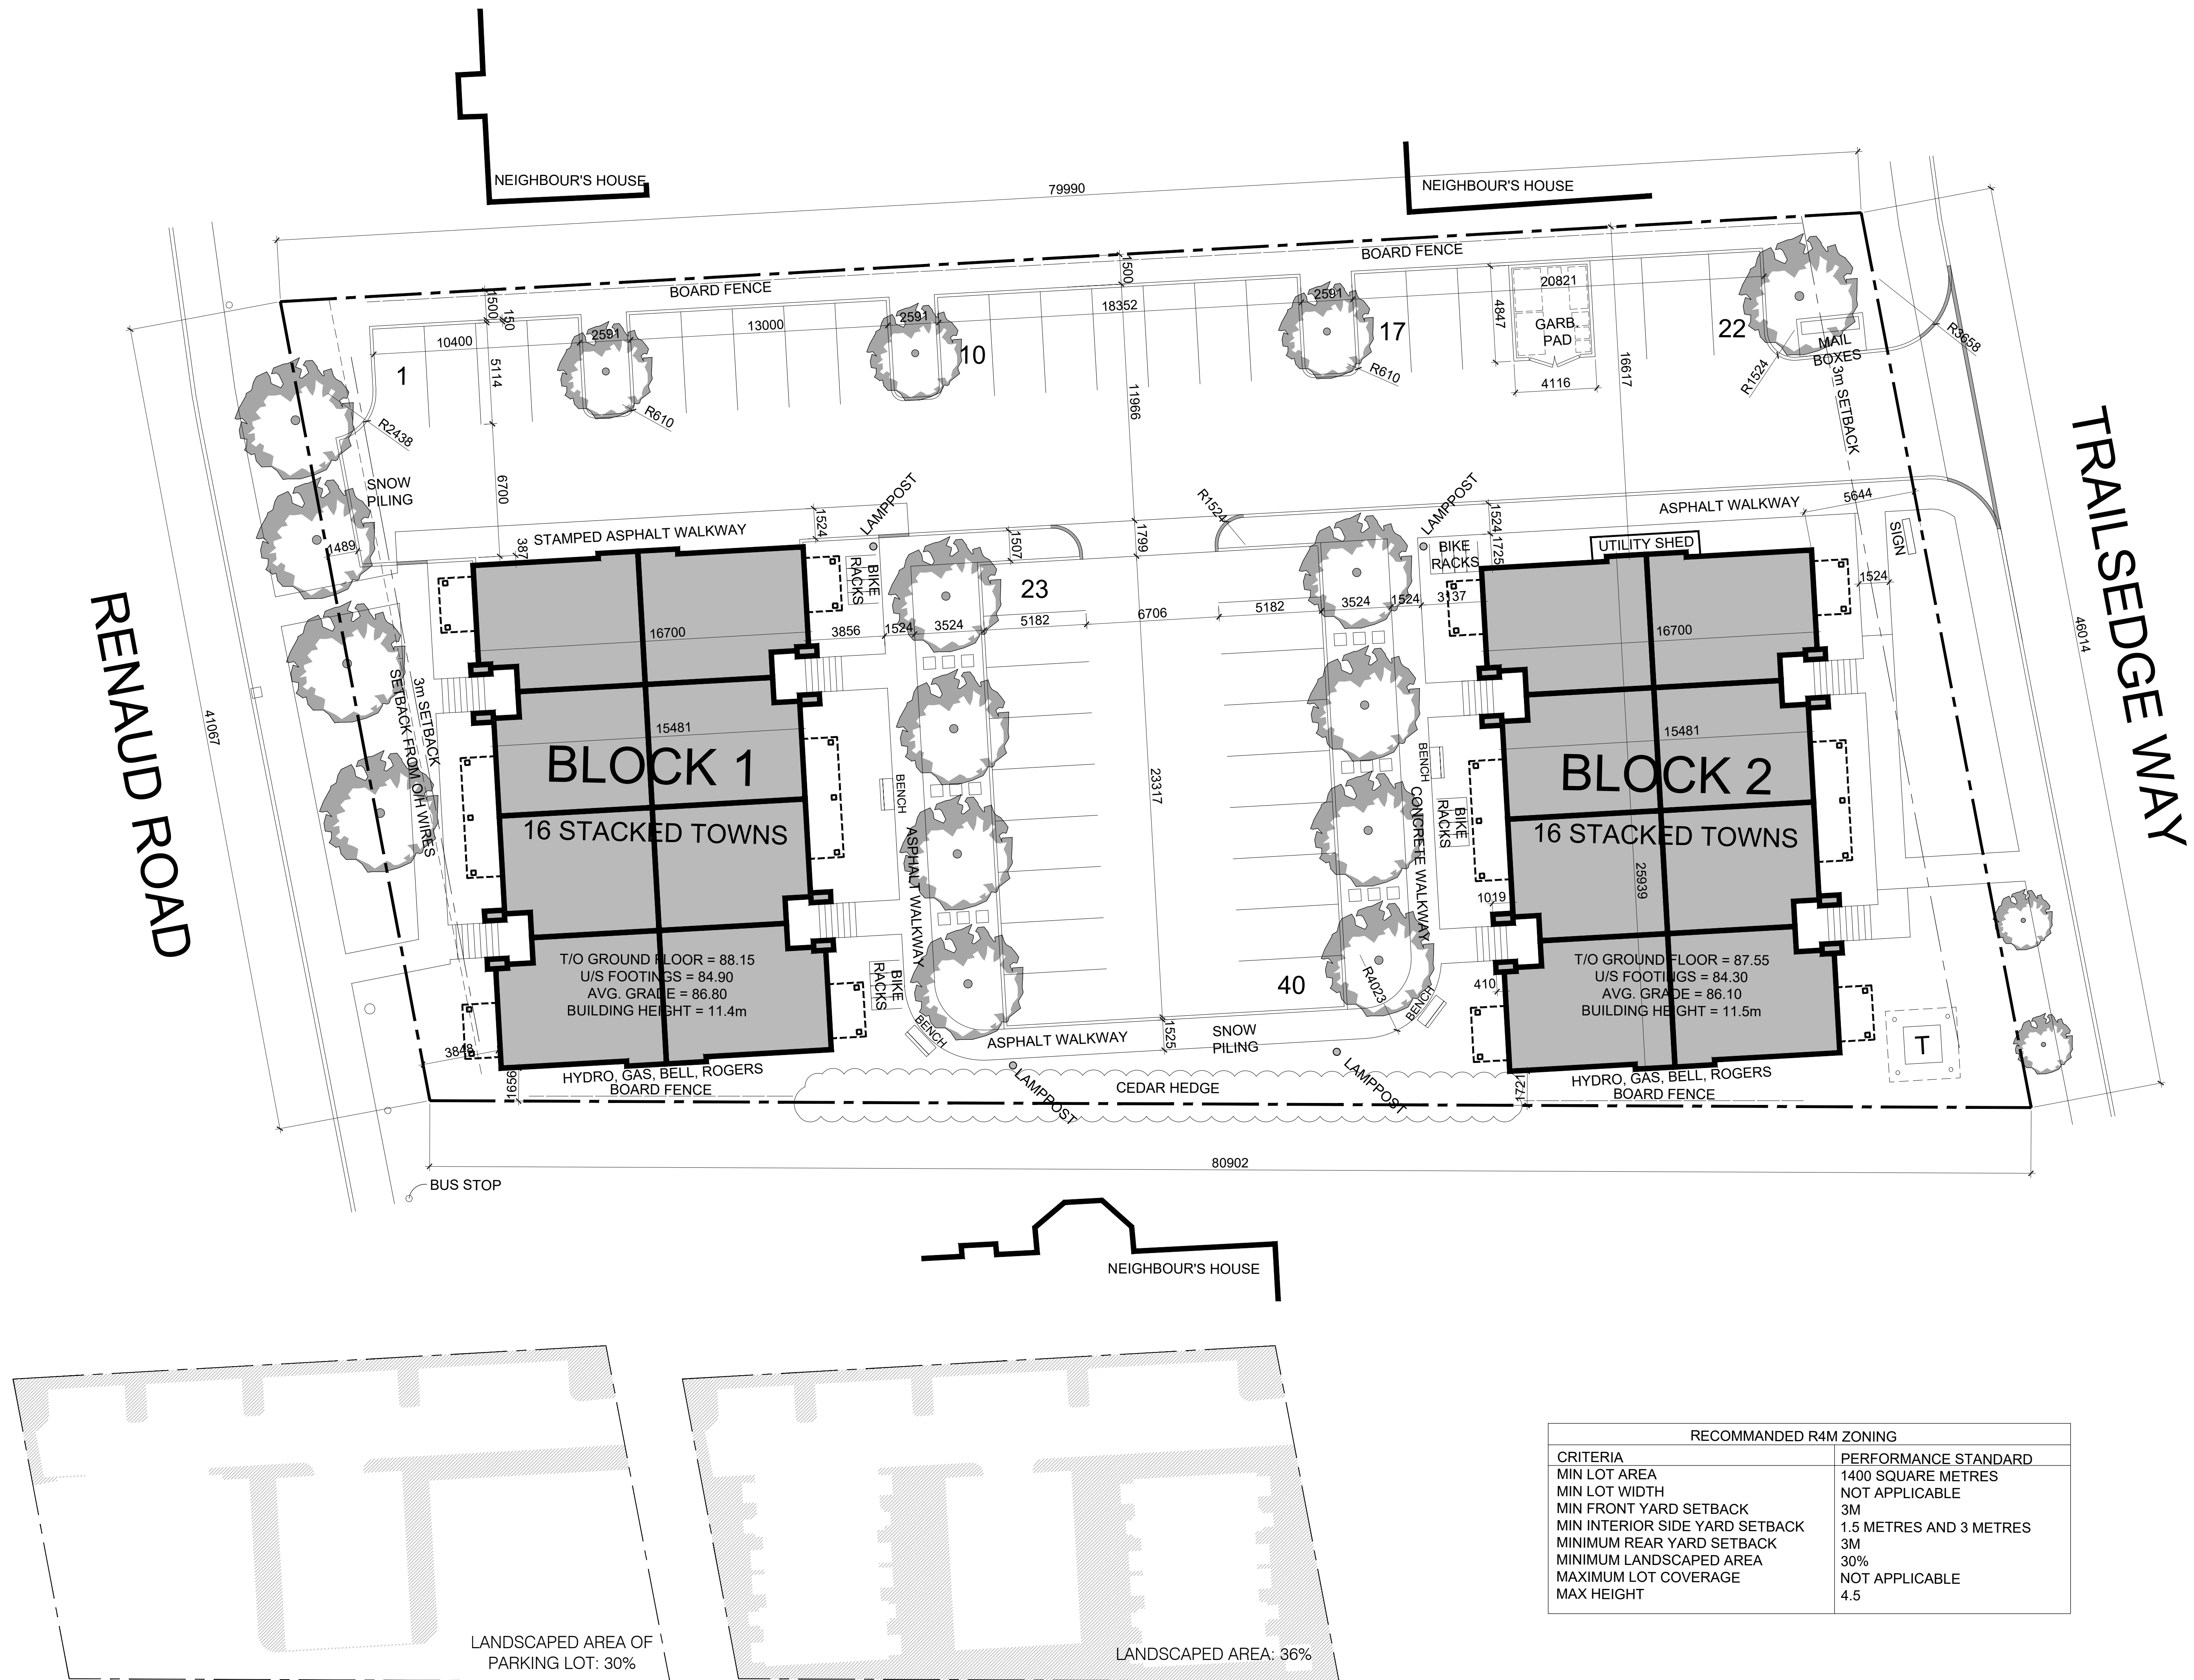 NEIGHBOUR'S HOUSE
NEIGHBOUR'S HOUSE
79990
BOARD FENCE
BOARD FENCE
1500
150
1500
10400
2591
13000
2591
18352
2591
20821
4847
GARB.
PAD
4116
16617
1
10
17
22
MAIL
BOXES
R3658
R1524
3m SETBACK
5114
R2438
R610
R610
11966
6700
SNOW
PILING
1489
STAMPED ASPHALT WALKWAY
387
1524
LAMPPOST
R1524
LAMPPOST
1524
ASPHALT WALKWAY
5644
SIGN
1524
1507
1799
1725
BIKE
RACKS
BIKE
RACKS
UTILITY SHED
23
16700
3856
1524
3524
5182
6706
5182
3524
1524
3137
16700
RENAUD ROAD
41067
3m SETBACK
SETBACK FROM O/H WIRES
15481
BLOCK 1
16 STACKED TOWNS
BENCH
ASPHALT WALKWAY
23317
BENCH
CONCRETE WALKWAY
BIKE
RACKS
15481
BLOCK 2
16 STACKED TOWNS
25939
1019
410
TRAILSEDGE WAY
46014
T/O GROUND FLOOR = 88.15
U/S FOOTINGS = 84.90
AVG. GRADE = 86.80
BUILDING HEIGHT = 11.4m
BIKE
RACKS
BENCH
40
R4023
BENCH
T/O GROUND FLOOR = 87.55
U/S FOOTINGS = 84.30
AVG. GRADE = 86.10
BUILDING HEIGHT = 11.5m
T
3848
1656
HYDRO, GAS, BELL, ROGERS
BOARD FENCE
ASPHALT WALKWAY
1525
SNOW
PILING
LAMPPOST
CEDAR HEDGE
LAMPPOST
1721
HYDRO, GAS, BELL, ROGERS
BOARD FENCE
80902
BUS STOP
NEIGHBOUR'S HOUSE
LANDSCAPED AREA OF
PARKING LOT: 30%
LANDSCAPED AREA: 36%
RECOMMANDED R4M ZONING
CRITERIA PERFORMANCE STANDARD
MIN LOT AREA 1400 SQUARE METRES
MIN LOT WIDTH NOT APPLICABLE
MIN FRONT YARD SETBACK 3M
MIN INTERIOR SIDE YARD SETBACK 1.5 METRES AND 3 METRES
MINIMUM REAR YARD SETBACK 3M
MINIMUM LANDSCAPED AREA 30%
MAXIMUM LOT COVERAGE NOT APPLICABLE
MAX HEIGHT 4.5